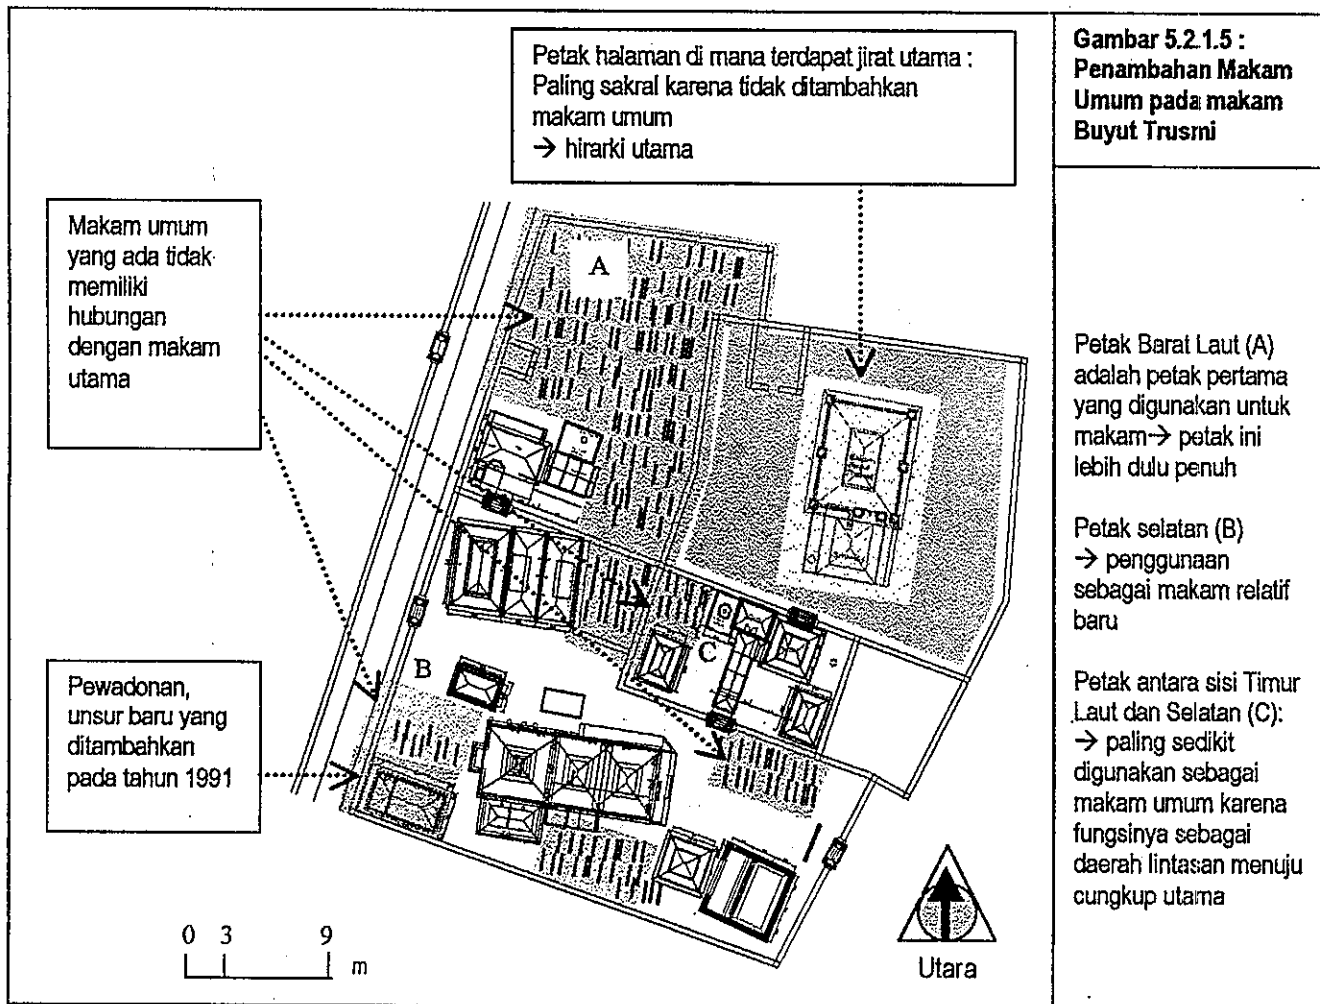 Petak halaman di mana terdapat jirat utama :
Paling sakral karena tidak ditambahkan
makam umum
→ hirarki utama
Gambar 5.2.1.5 :
Penambahan Makam
Umum pada makam
Buyut Trusmi
Makam umum
yang ada tidak
memiliki
hubungan
dengan makam
utama
A
Petak Barat Laut (A)
adalah petak pertama
yang digunakan untuk
makam→ petak ini
lebih dulu penuh
Petak selatan (B)
→ penggunaan
sebagai makam relatif
baru
C
B
Pewadonan,
unsur baru yang
ditambahkan
pada tahun 1991
Petak antara sisi Timur
Laut dan Selatan (C):
→ paling sedikit
digunakan sebagai
makam umum karena
fungsinya sebagai
daerah lintasan menuju
cungkup utama
0 3 9
m
Utara